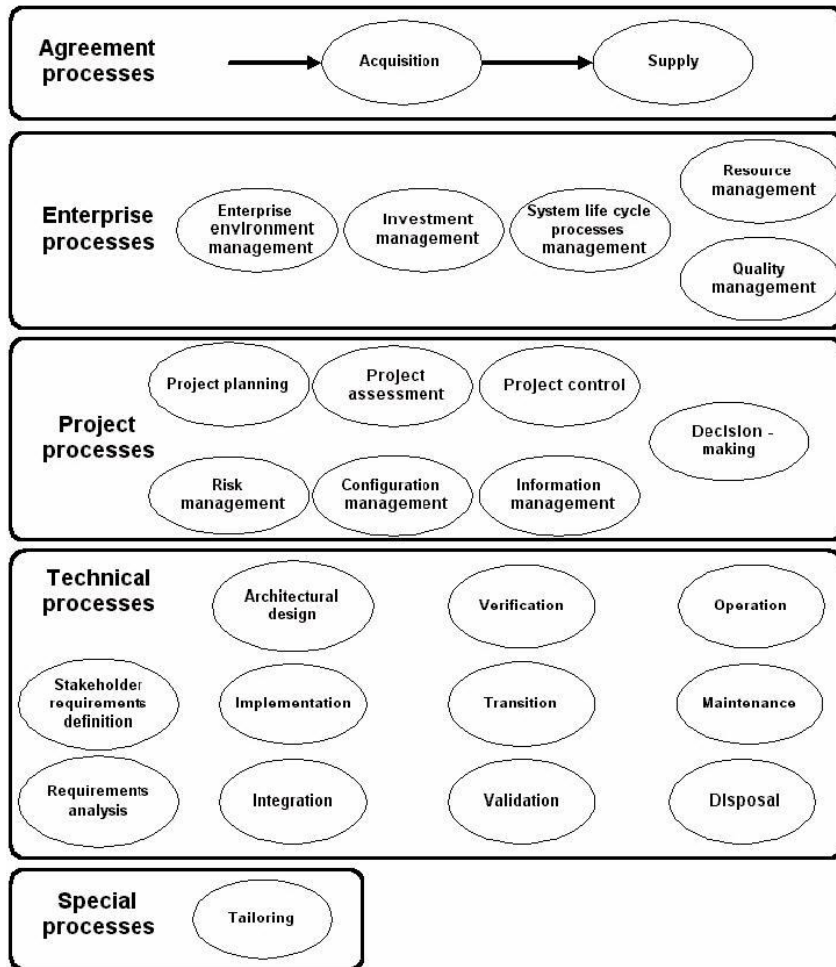 Agreement
processes
Acquisition
Supply
Enterprise
processes
Enterprise
environment
management
Investment
management
System life cycle
processes
management
Resource
management
Quality
management
Project
processes
Project planning
Project
assessment
Project control
Decision -
making
Risk
management
Configuration
management
Information
management
Technical
processes
Architectural
design
Verification
Operation
Stakeholder
requirements
definition
Implementation
Transition
Maintenance
Requirements
analysis
Integration
Validation
Disposal
Special
processes
Tailoring